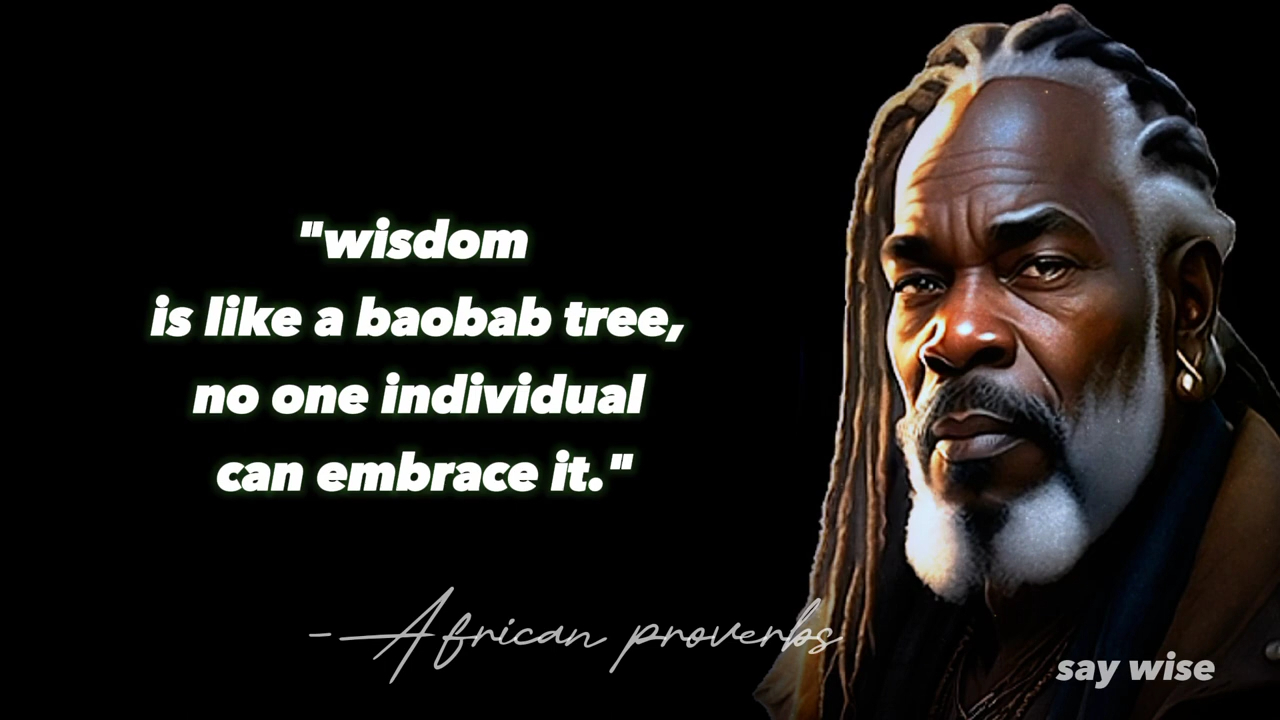 "wisdom
is like a baobab tree,
no one individual
can embrace it."
- African proverbs
say wise